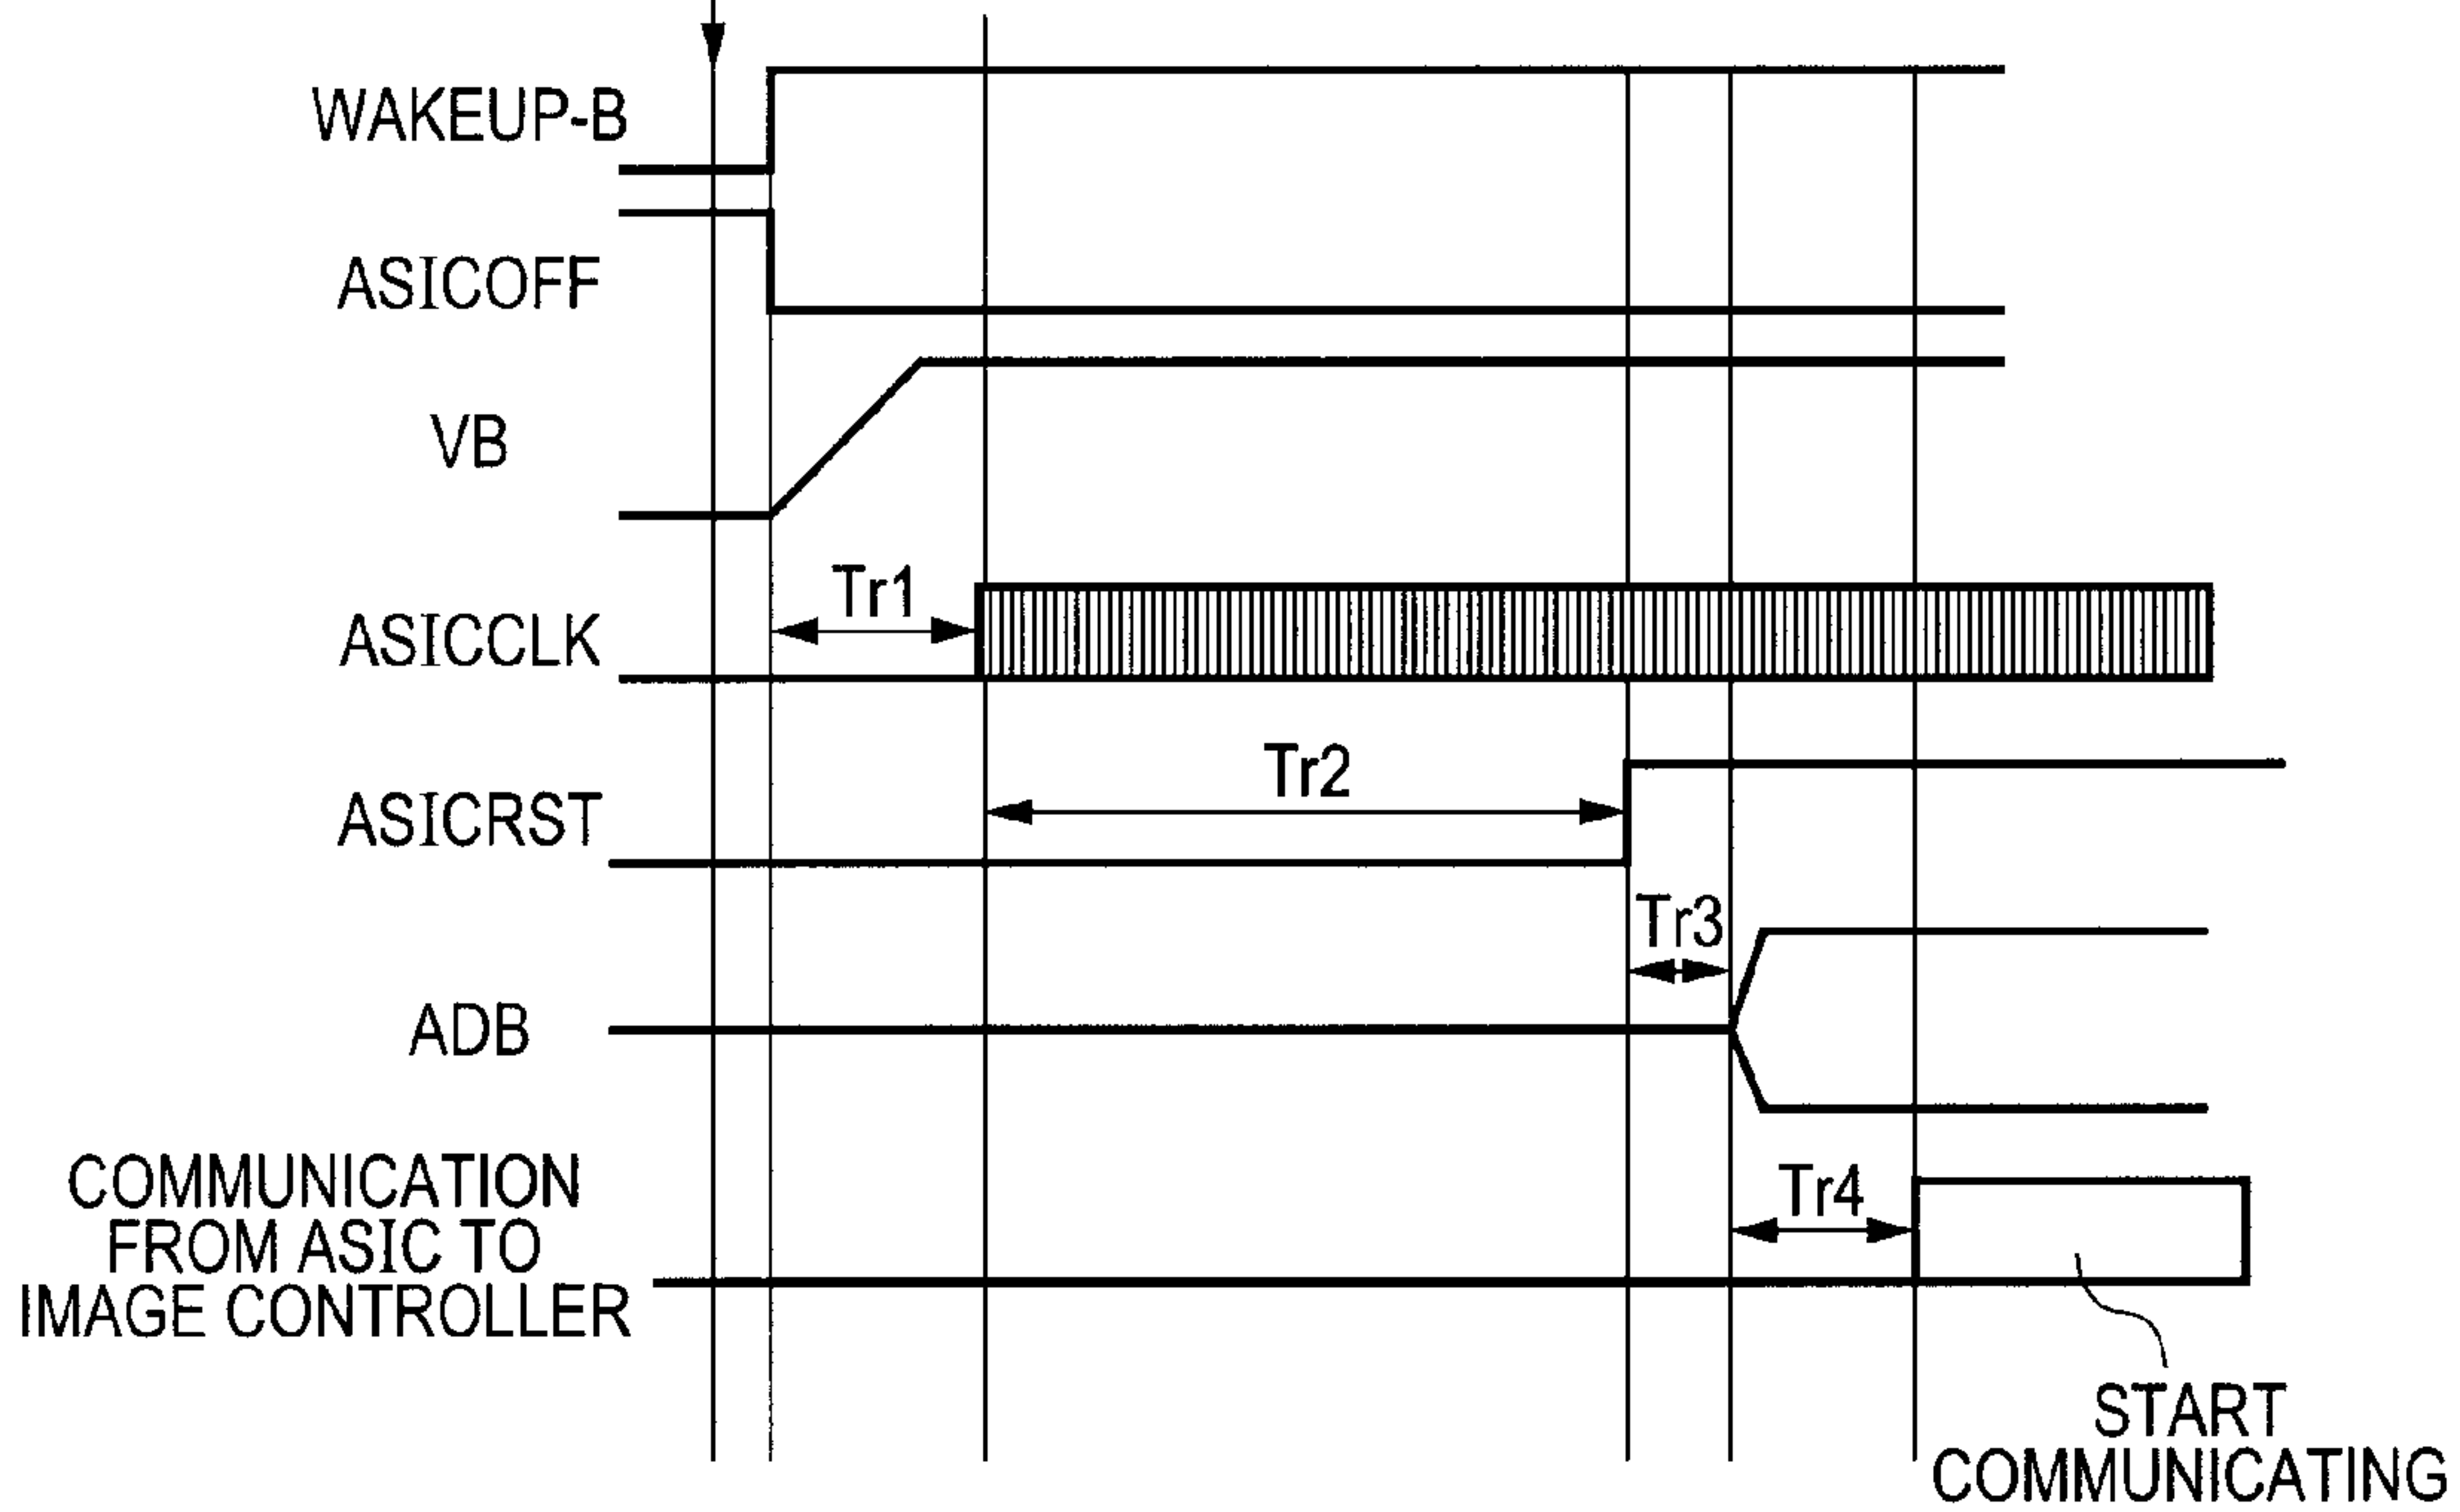 WAKEUP-B
ASICOFF
VB
Tr1
ASICCLK
Tr2
ASICRST
Tr3
ADB
COMMUNICATION
FROM ASIC TO
IMAGE CONTROLLER
Tr4
START
COMMUNICATING